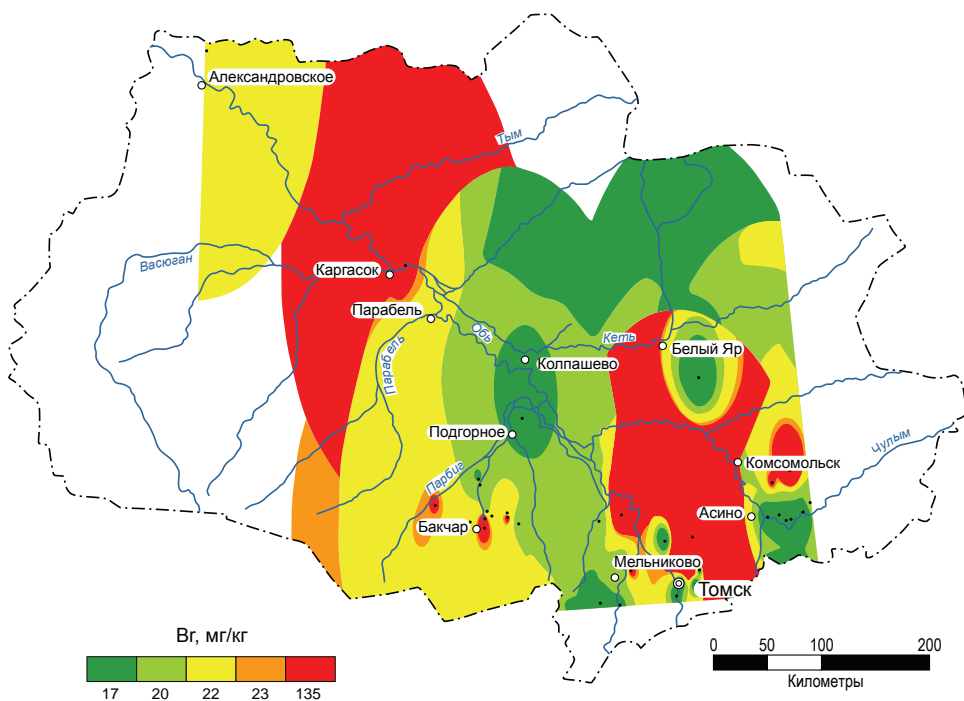 Александровское
Тым
Васюган
Каргасок
Парабель
Обь
Кеть
Белый Яр
Парабель
Колпашево
Подгорное
Чулым
Комсомольск
Парбиг
Бакчар
Асино
Мельниково
Томск
Br, мг/кг
17 20 22 23 135
0 50 100 200
Километры